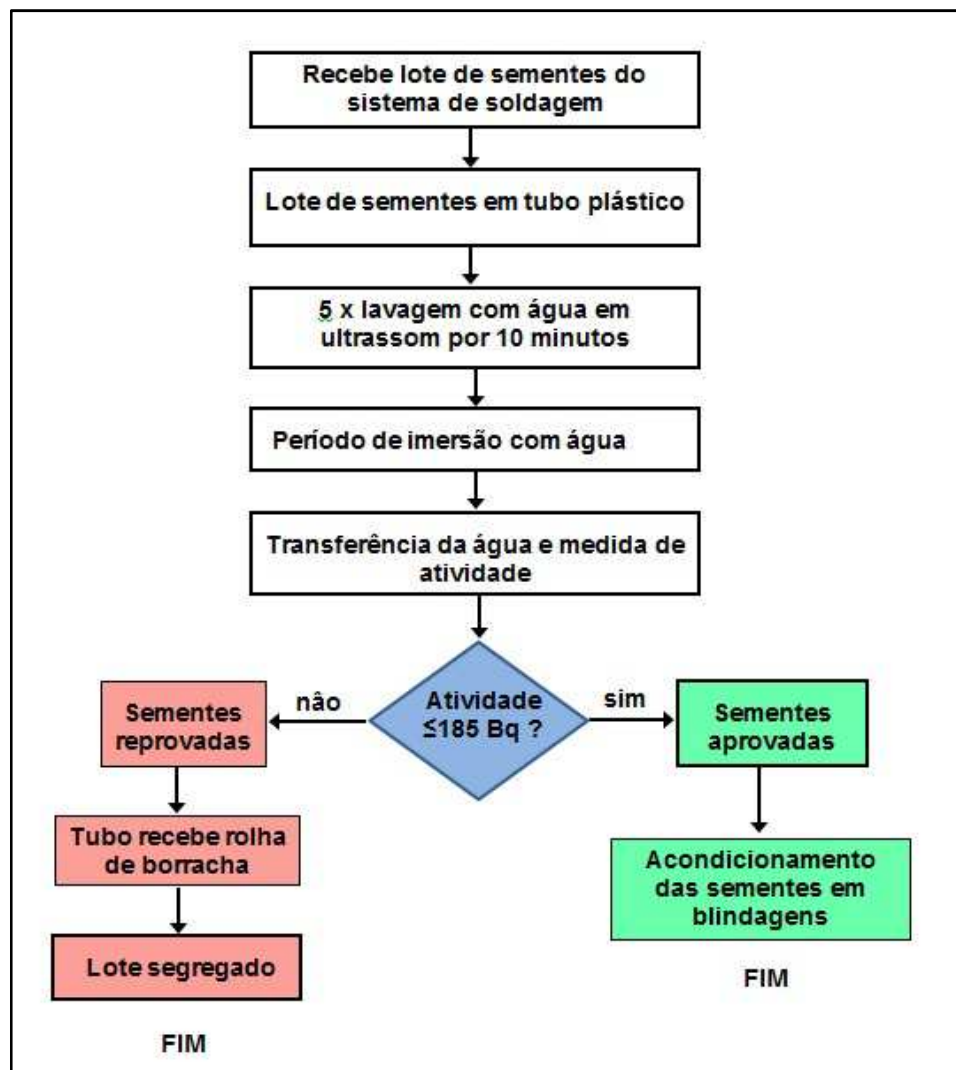 Recebe lote de sementes do
sistema de soldagem
Lote de sementes em tubo plástico
5 x lavagem com água em
ultrassom por 10 minutos
Período de imersão com água
Transferência da água e medida de
atividade
Atividade
≤185 Bq ?
nâo
sim
Sementes
reprovadas
Sementes
aprovadas
Tubo recebe rolha
de borracha
Acondicionamento
das sementes em
blindagens
Lote segregado
FIM
FIM